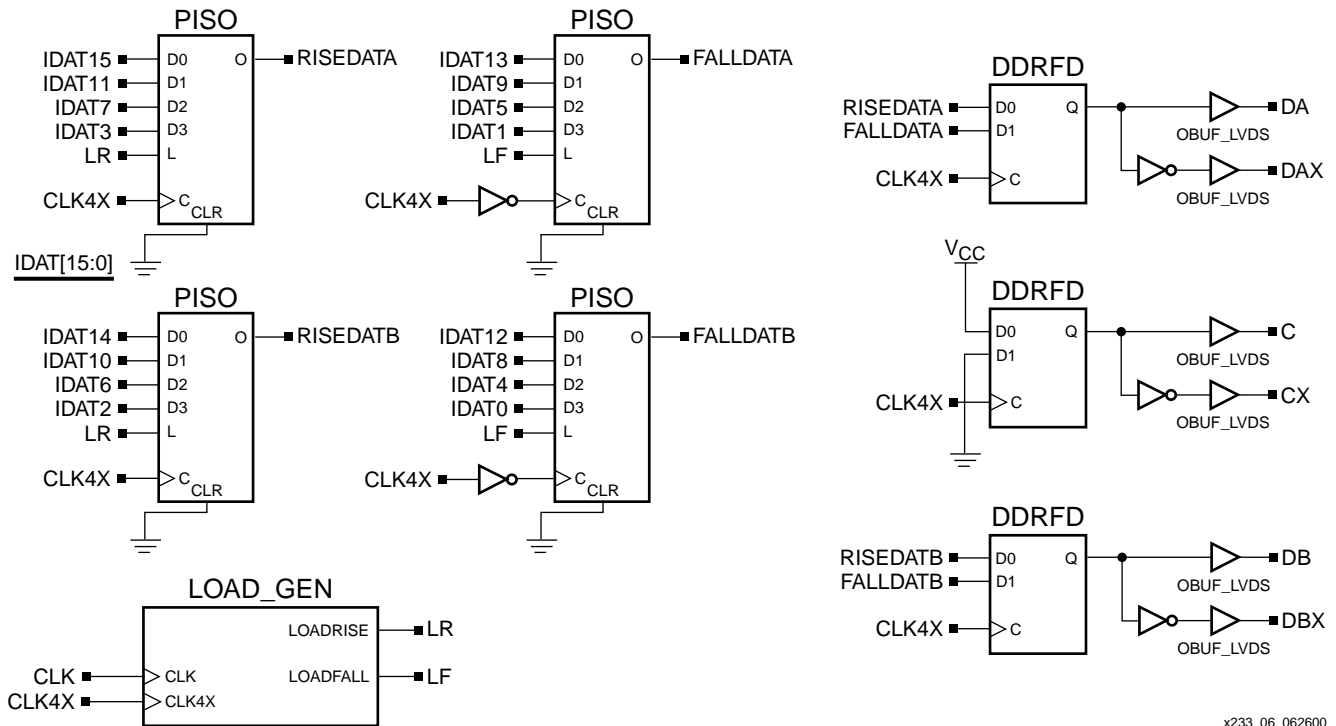 PISO
IDAT15 D0 O RISEDATA
IDAT11 D1
IDAT7 D2
IDAT3 D3
LR L
CLK4X C
CLR
PISO
IDAT13 D0 O FALLDATA
IDAT9 D1
IDAT5 D2
IDAT1 D3
LF L
CLK4X C
CLR
DDRFD
RISEDATA D0 Q DA
FALLDATA D1 OBUF_LVDS
DAX
CLK4X C OBUF_LVDS
IDAT[15:0]
PISO
IDAT14 D0 O RISEDATB
IDAT10 D1
IDAT6 D2
IDAT2 D3
LR L
CLK4X C
CLR
PISO
IDAT12 D0 O FALLDATB
IDAT8 D1
IDAT4 D2
IDAT0 D3
LF L
CLK4X C
CLR
VCC
DDRFD
D0 Q C
D1 OBUF_LVDS
CLK4X C CX
OBUF_LVDS
LOAD_GEN
LOADRISE LR
CLK CLK LOADFALL LF
CLK4X CLK4X
DDRFD
RISEDATB D0 Q DB
FALLDATB D1 OBUF_LVDS
CLK4X C DBX
OBUF_LVDS
x233_06_062600